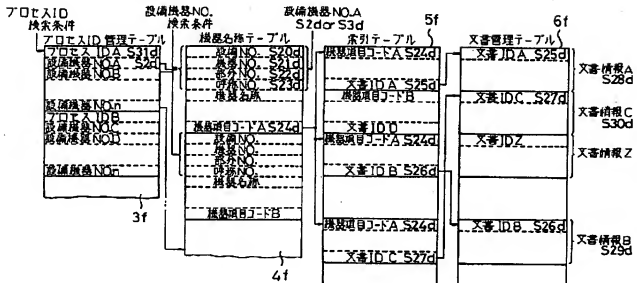 プロセスID
検索条件
設備機器NO.
検索条件
設備機器NO.A
S2dorS3d
プロセスID 管理テーブル
プロセス IDA S31d
設備機器NO.A S2d
設備機器NO.B
設備機器NO.n
プロセスIDB
設備機器NO.C
設備機器NO.D
設備機器NO.n
3f
機器名称テーブル
設備NO. S20d
機番NO. S21d
部分NO. S22d
呼称NO. S23d
機器名称
機器項目コードA S24d
設備NO.
機番NO.
部分NO.
呼称NO.
機器名称
機器項目コードB
4f
5f
索引テーブル
機器項目コードA S24d
文書IDA S25d
機器項目コードB
文書IDD
機器項目コードA S24d
文書IDB S26d
機器項目コードA S24d
文書IDC S27d
6f
文書管理テーブル
文書IDA S25d
文書IDC S27d
文書IDZ
文書IDB S26d
文書情報A
S28d
文書情報C
S30d
文書情報Z
文書情報B
S29d